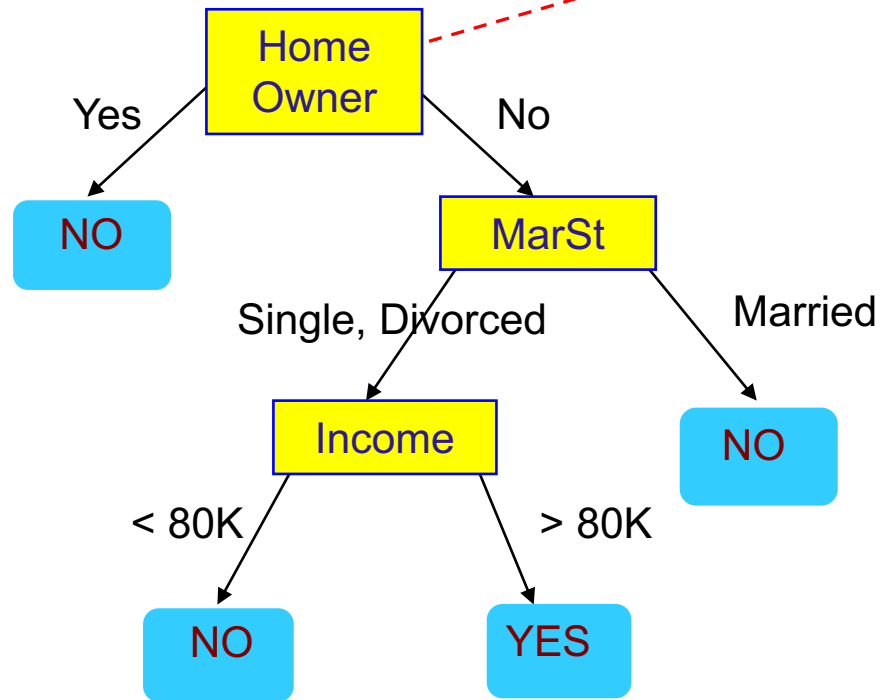 Home
Owner
Yes
No
NO
MarSt
Single, Divorced
Married
Income
NO
< 80K
> 80K
NO
YES